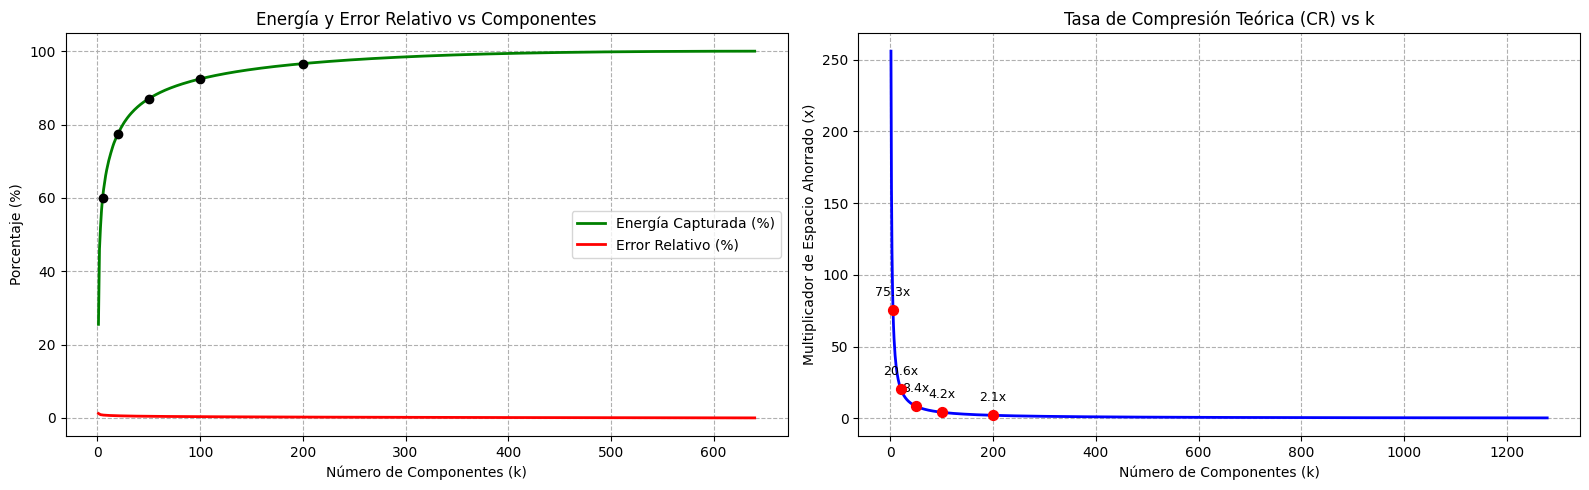 Energía y Error Relativo vs Componentes
Porcentaje (%)
100
80
60
40
20
0
Energía Capturada (%)
Error Relativo (%)
0 100 200 300 400 500 600
Número de Componentes (k)
Tasa de Compresión Teórica (CR) vs k
Multiplicador de Espacio Ahorrado (x)
250
200
150
100
50
0
75.3x
20.6x
8.4x
4.2x
2.1x
0 200 400 600 800 1000 1200
Número de Componentes (k)